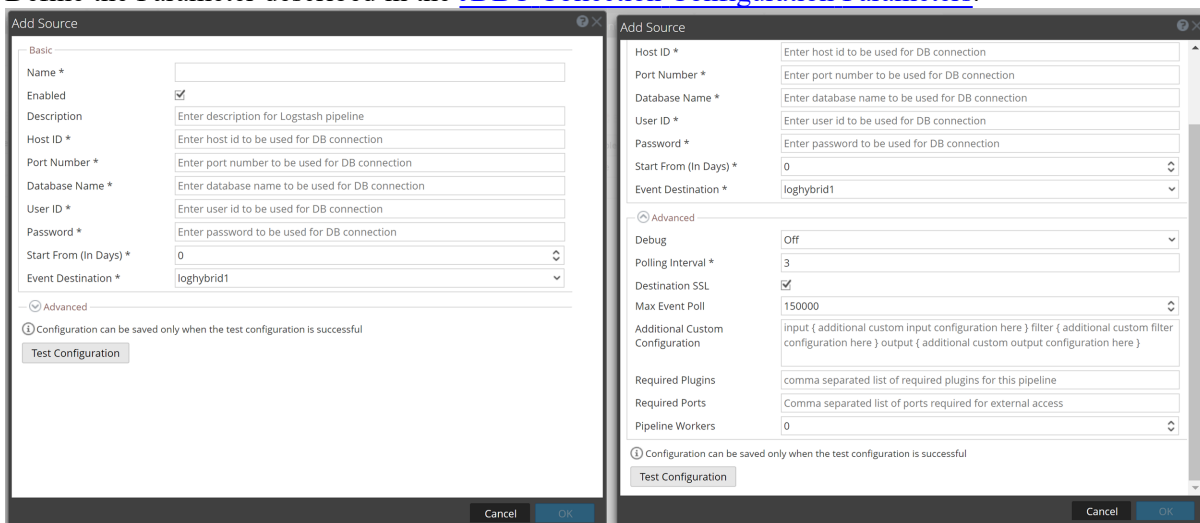 Define the Parameter described in the JDBC Collection Configuration Parameters.
Add Source
Basic
Name *
Enabled
Description Enter description for Logstash pipeline
Host ID * Enter host id to be used for DB connection
Port Number * Enter port number to be used for DB connection
Database Name * Enter database name to be used for DB connection
User ID * Enter user id to be used for DB connection
Password * Enter password to be used for DB connection
Start From (In Days) * 0
Event Destination * loghybrid1
Advanced
Configuration can be saved only when the test configuration is successful
Test Configuration
Cancel OK
Add Source
Host ID * Enter host id to be used for DB connection
Port Number * Enter port number to be used for DB connection
Database Name * Enter database name to be used for DB connection
User ID * Enter user id to be used for DB connection
Password * Enter password to be used for DB connection
Start From (In Days) * 0
Event Destination * loghybrid1
Advanced
Debug Off
Polling Interval * 3
Destination SSL
Max Event Poll 150000
Additional Custom Configuration
input { additional custom input configuration here } filter { additional custom filter
configuration here } output { additional custom output configuration here }
Required Plugins comma separated list of required plugins for this pipeline
Required Ports Comma separated list of ports required for external access
Pipeline Workers 0
Configuration can be saved only when the test configuration is successful
Test Configuration
Cancel OK